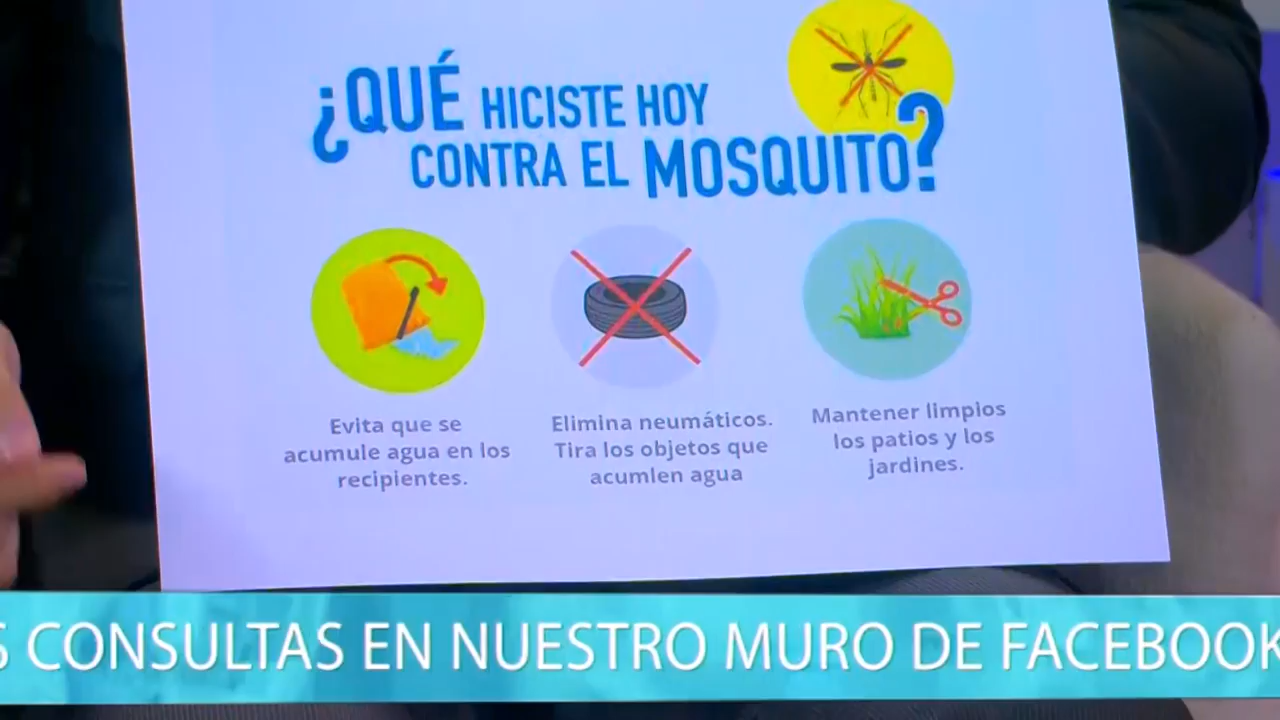 ¿QUÉ HICISTE HOY
CONTRA EL MOSQUITO?
Evita que se
acumule agua en los
recipientes.
Elimina neumáticos.
Tira los objetos que
acumlen agua
Mantener limpios
los patios y los
jardines.
S CONSULTAS EN NUESTRO MURO DE FACEBOOK